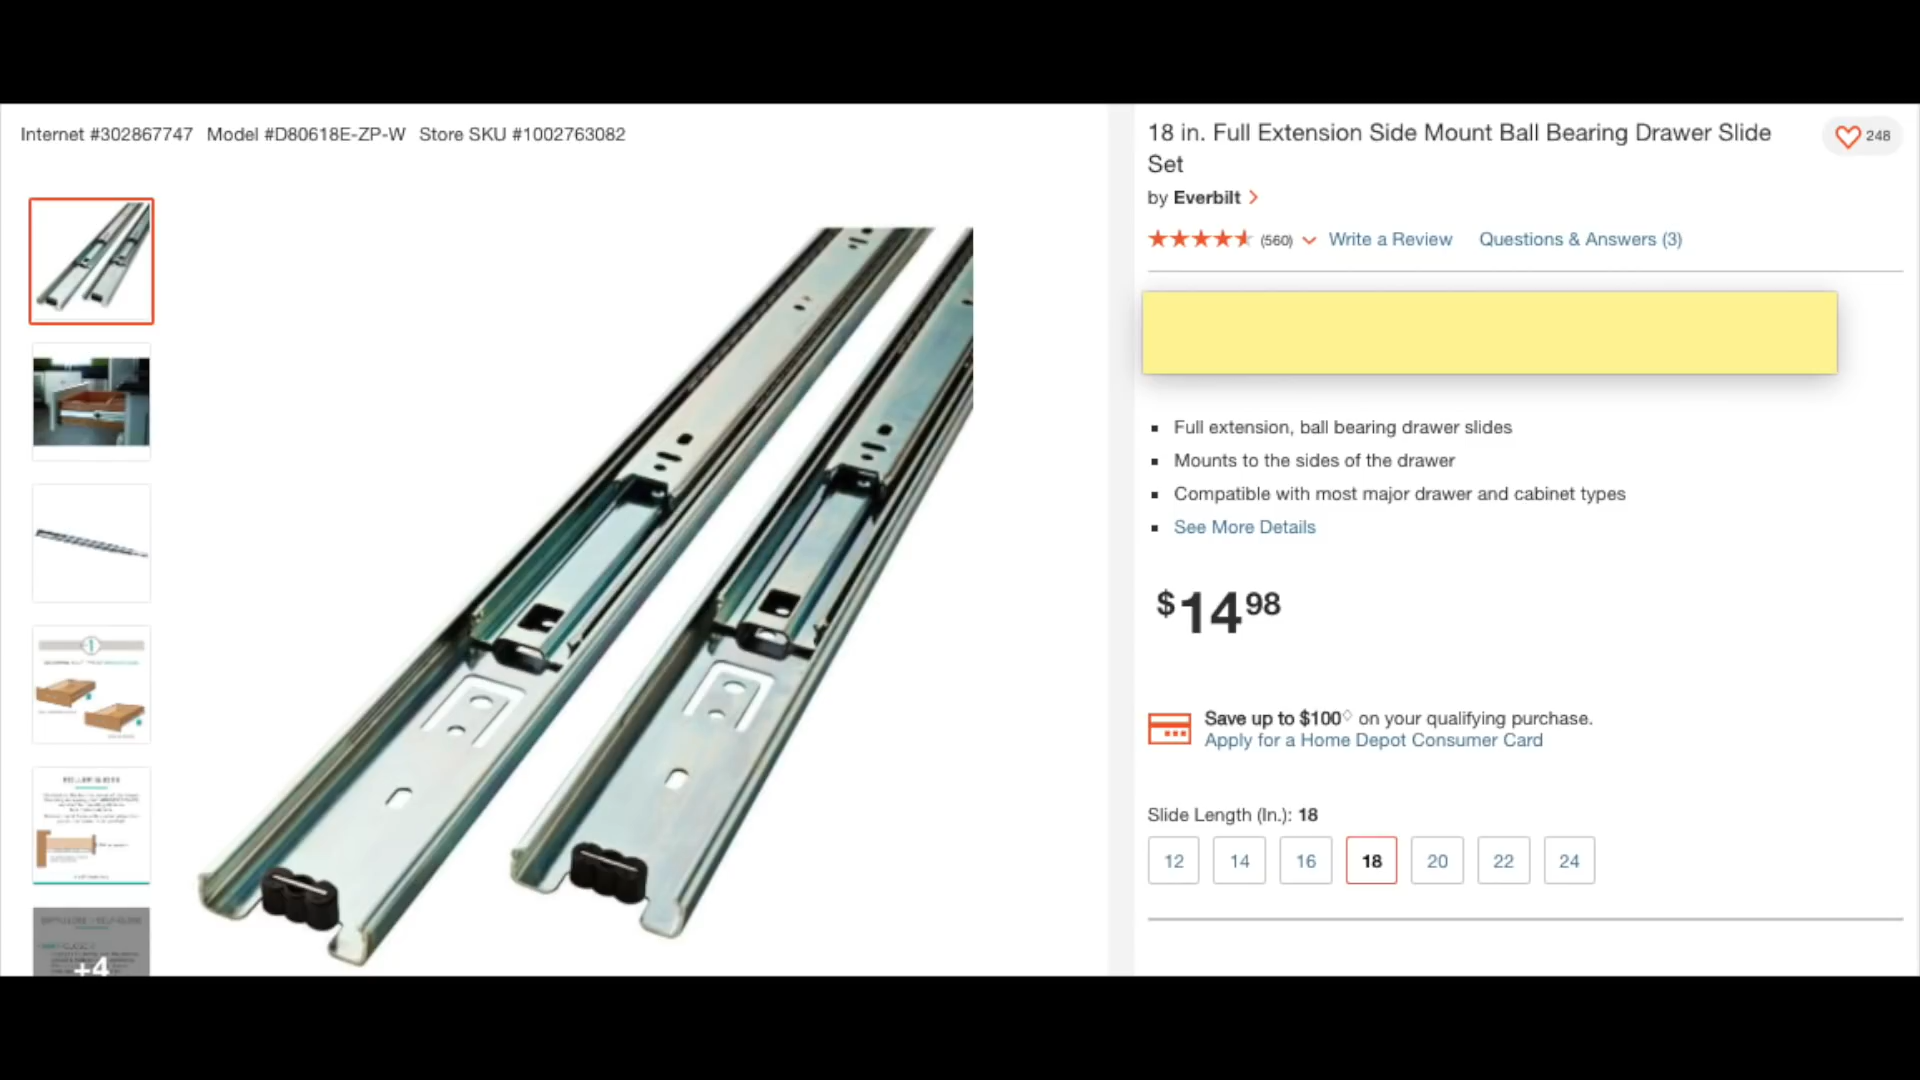 Internet #302867747 Model #D80618E-ZP-W Store SKU #1002763082
18 in. Full Extension Side Mount Ball Bearing Drawer Slide
Set
248
by Everbilt
(560) Write a Review Questions & Answers (3)
Full extension, ball bearing drawer slides
Mounts to the sides of the drawer
Compatible with most major drawer and cabinet types
See More Details
$14 98
Save up to $100◊ on your qualifying purchase.
Apply for a Home Depot Consumer Card
Slide Length (In.): 18
12 14 16 18 20 22 24
+4